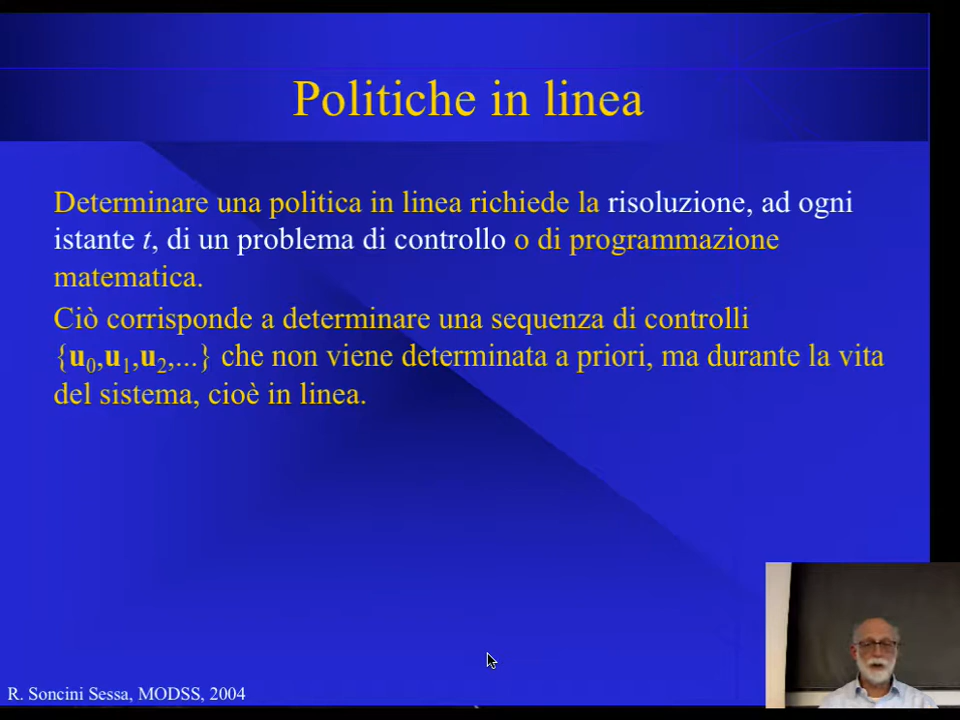 Politiche in linea
Determinare una politica in linea richiede la risoluzione, ad ogni
istante t, di un problema di controllo o di programmazione
matematica.
Ciò corrisponde a determinare una sequenza di controlli
{u0,u1,u2,...} che non viene determinata a priori, ma durante la vita
del sistema, cioè in linea.
R. Soncini Sessa, MODSS, 2004